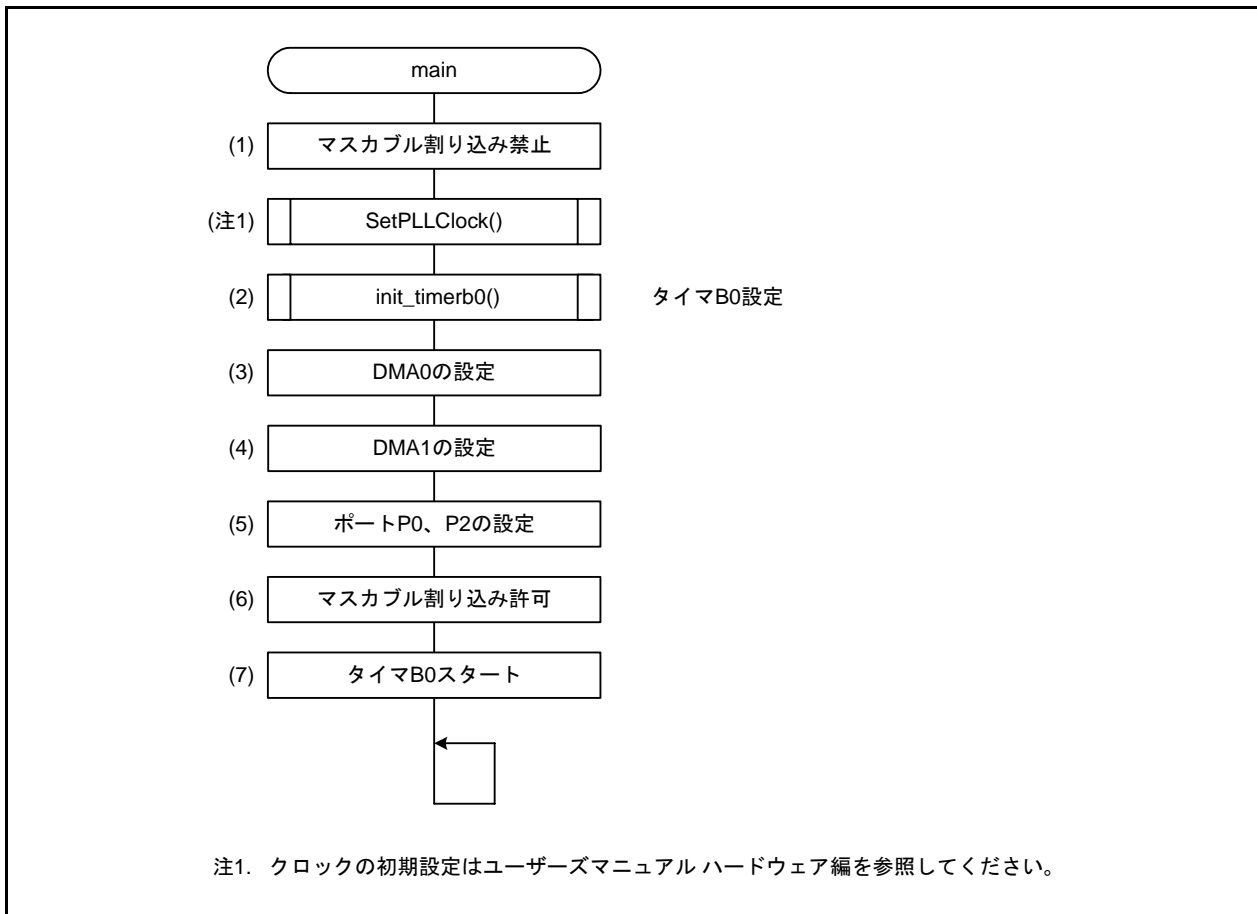 main
(1) マスカブル割り込み禁止
(注1) SetPLLClock()
(2) init_timerb0() タイマB0設定
(3) DMA0の設定
(4) DMA1の設定
(5) ポートP0、P2の設定
(6) マスカブル割り込み許可
(7) タイマB0スタート
注1. クロックの初期設定はユーザーズマニュアル ハードウェア編を参照してください。